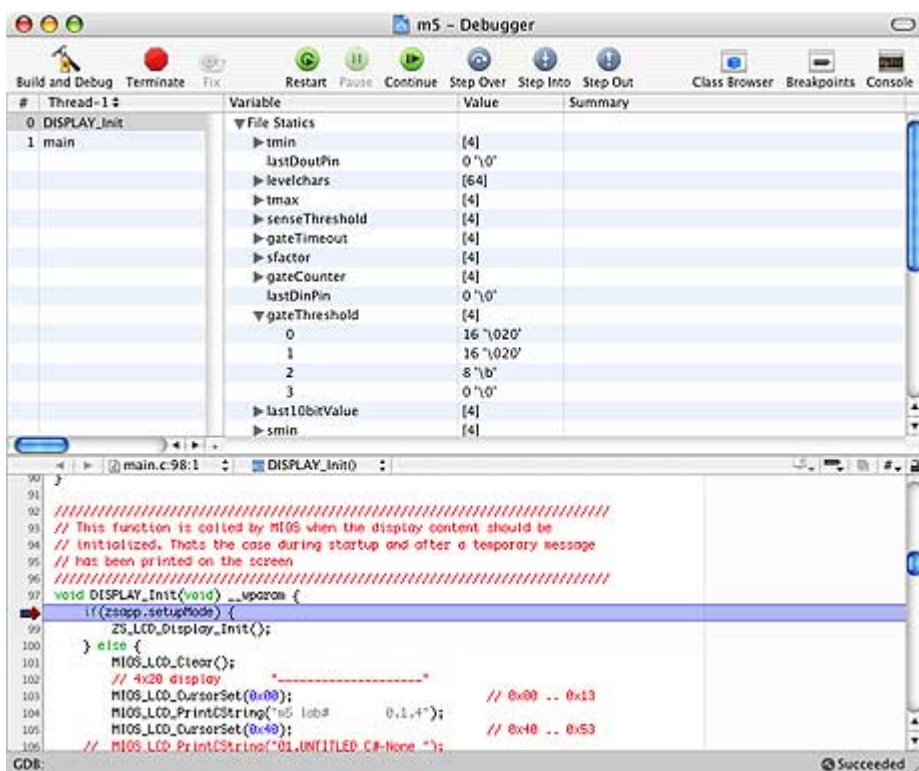 m5 – Debugger
Build and Debug Terminate Fix Restart Pause Continue Step Over Step Into Step Out Class Browser Breakpoints Console
# Thread-1 Variable Value Summary
0 DISPLAY_Init File Statics
1 main tmin [4]
lastDoutPin 0 '\0'
levelchars [64]
tmax [4]
senseThreshold [4]
gateTimeout [4]
sfactor [4]
gateCounter [4]
lastDinPin 0 '\0'
gateThreshold [4]
0 16 '\020'
1 16 '\020'
2 8 '\b'
3 0 '\0'
last10bitValue [4]
smin [4]
main.c:98:1 DISPLAY_Init() #
90 }
91
92 ////////////////////////////////////////////////////////////////////////////
93 // This function is called by MIOS when the display content should be
94 // initialized. Thats the case during startup and after a temporary message
95 // has been printed on the screen
96 ////////////////////////////////////////////////////////////////////////////
97 void DISPLAY_Init(void) __wparam {
if(zsapp.setupMode) {
99 ZS_LCD_Display_Init();
100 } else {
101 MIOS_LCD_Clear();
102 // 4x20 display "--------------------"
103 MIOS_LCD_CursorSet(0x00); // 0x00 .. 0x13
104 MIOS_LCD_PrintCString("m5 lab# 0.1.4");
105 MIOS_LCD_CursorSet(0x40); // 0x40 .. 0x53
106 // MIOS_LCD_PrintCString("01.UNTITLED C#-None ");
GDB: Succeeded